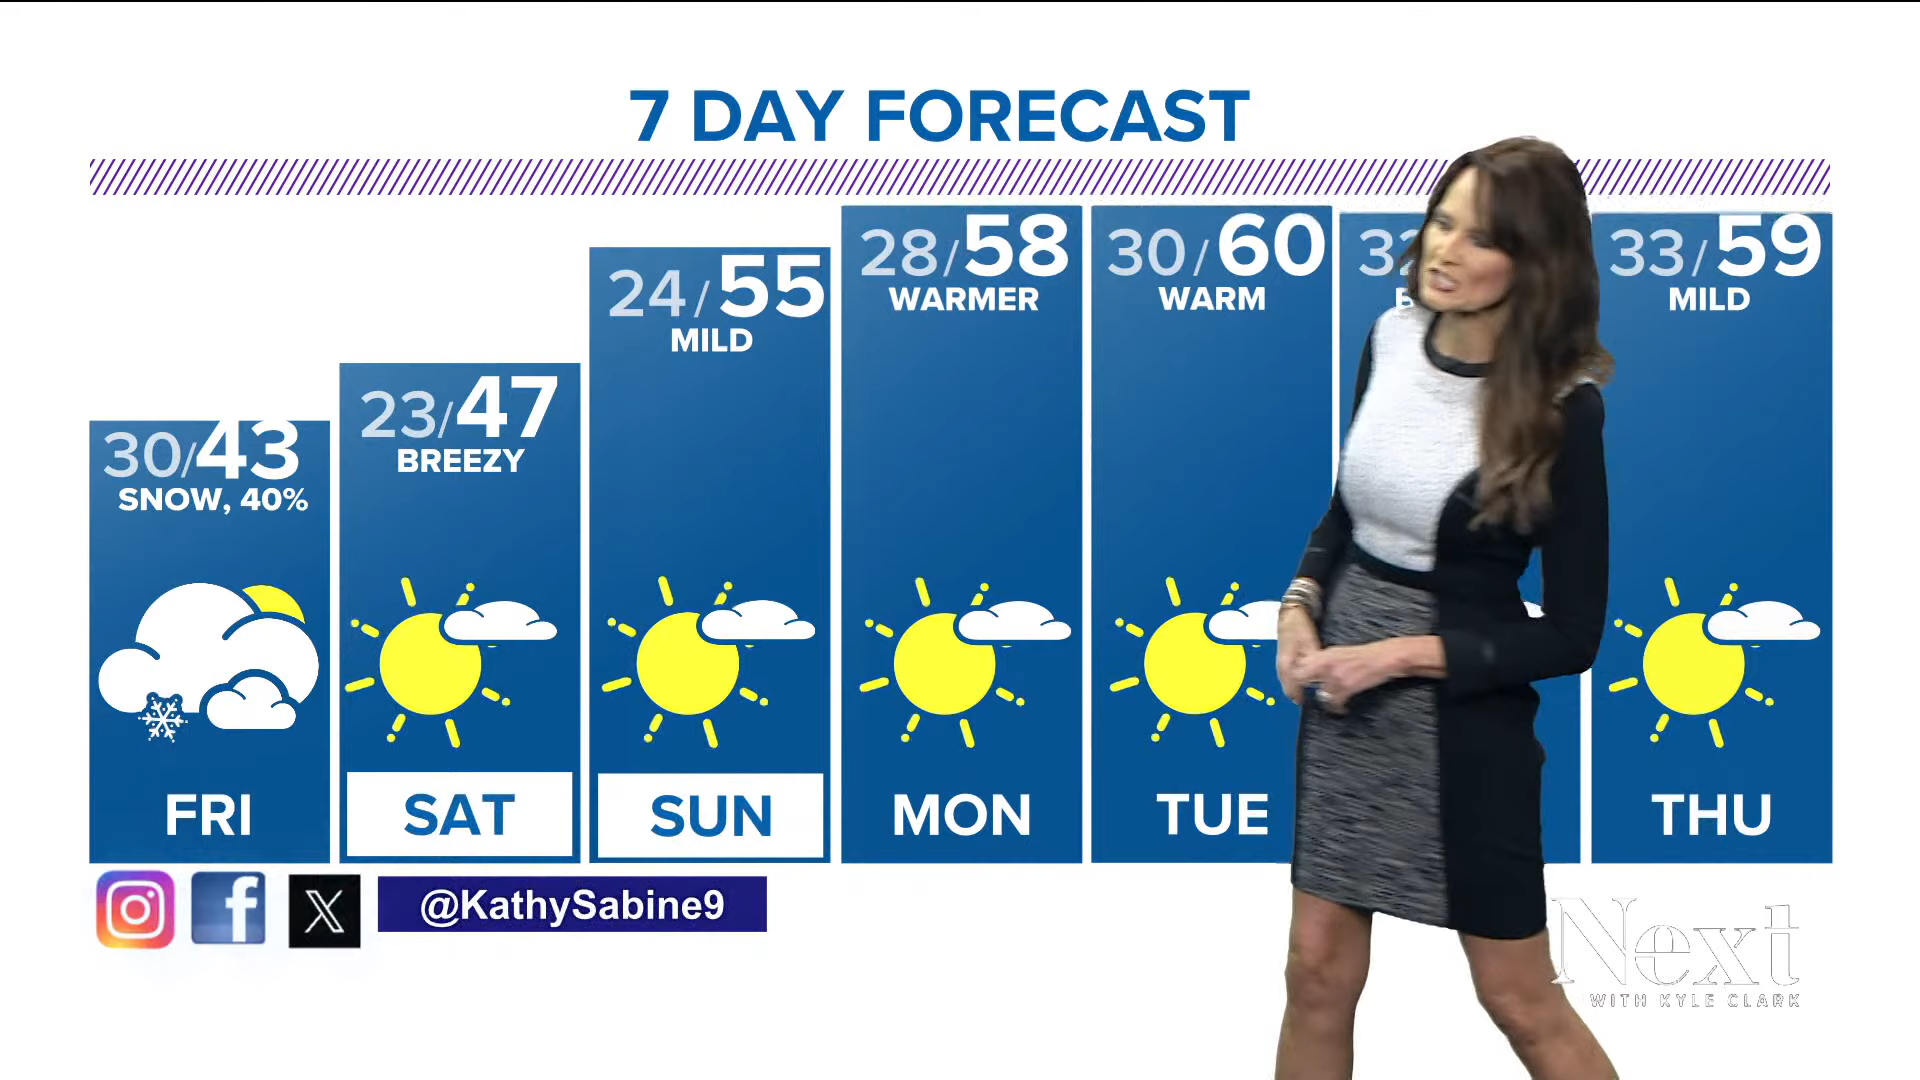 7 DAY FORECAST
30/43
SNOW, 40%
FRI
23/47
BREEZY
SAT
24/55
MILD
SUN
28/58
WARMER
MON
30/60
WARM
TUE
32
33/59
MILD
THU
@KathySabine9
Next
WITH KYLE CLARK